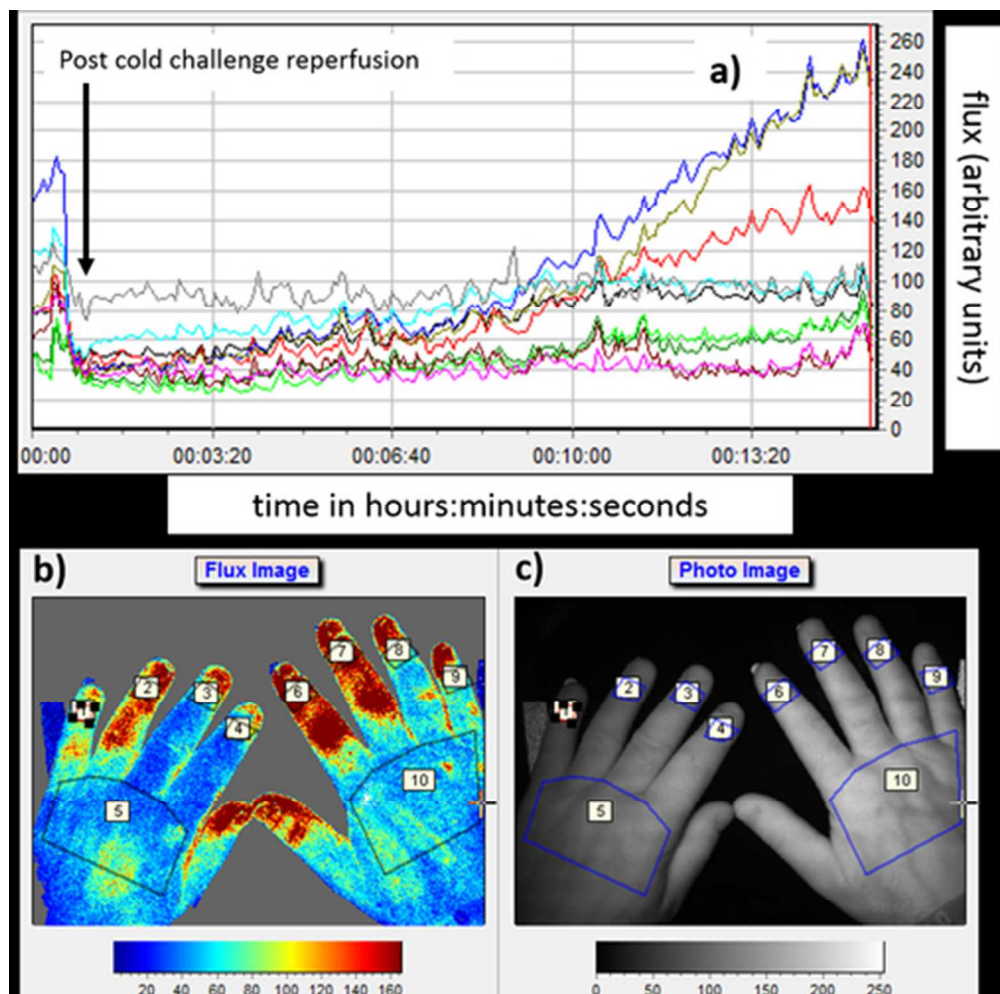 Post cold challenge reperfusion
a)
260
240
220
200
180
160
140
120
100
80
60
40
20
0
flux (arbitrary units)
00:00 00:03:20 00:06:40 00:10:00 00:13:20
time in hours:minutes:seconds
b) Flux Image
7 8
9
2 3 6
4
10
5
20 40 60 80 100 120 140 160
c) Photo Image
7 8
9
2 3 6
4
10
5
0 50 100 150 200 250